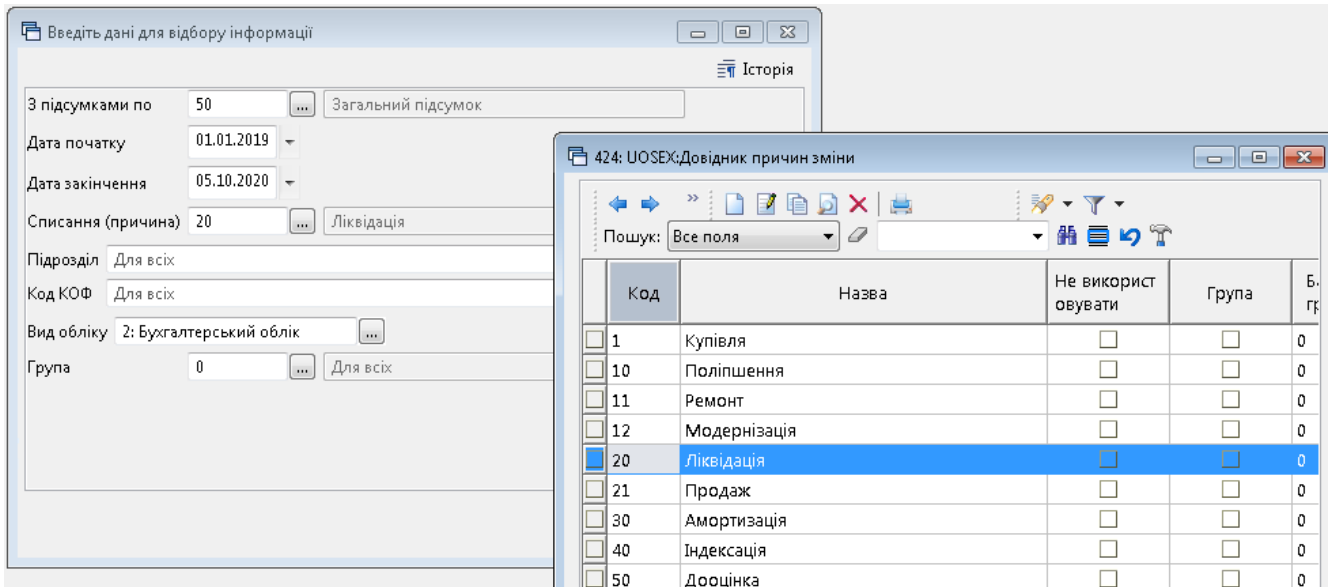 Введіть дані для відбору інформації
Історія
З підсумками по 50 ... Загальний підсумок
Дата початку 01.01.2019
Дата закінчення 05.10.2020
Списання (причина) 20 ... Ліквідація
Підрозділ Для всіх
Код КОФ Для всіх
Вид обліку 2: Бухгалтерський облік ...
Група 0 ... Для всіх
424: UOSEX:Довідник причин зміни
Пошук: Все поля
Код Назва Не використ овувати Група
1 Купівля 0
10 Поліпшення 0
11 Ремонт 0
12 Модернізація 0
20 Ліквідація 0
21 Продаж 0
30 Амортизація 0
40 Індексація 0
50 Дооцінка 0